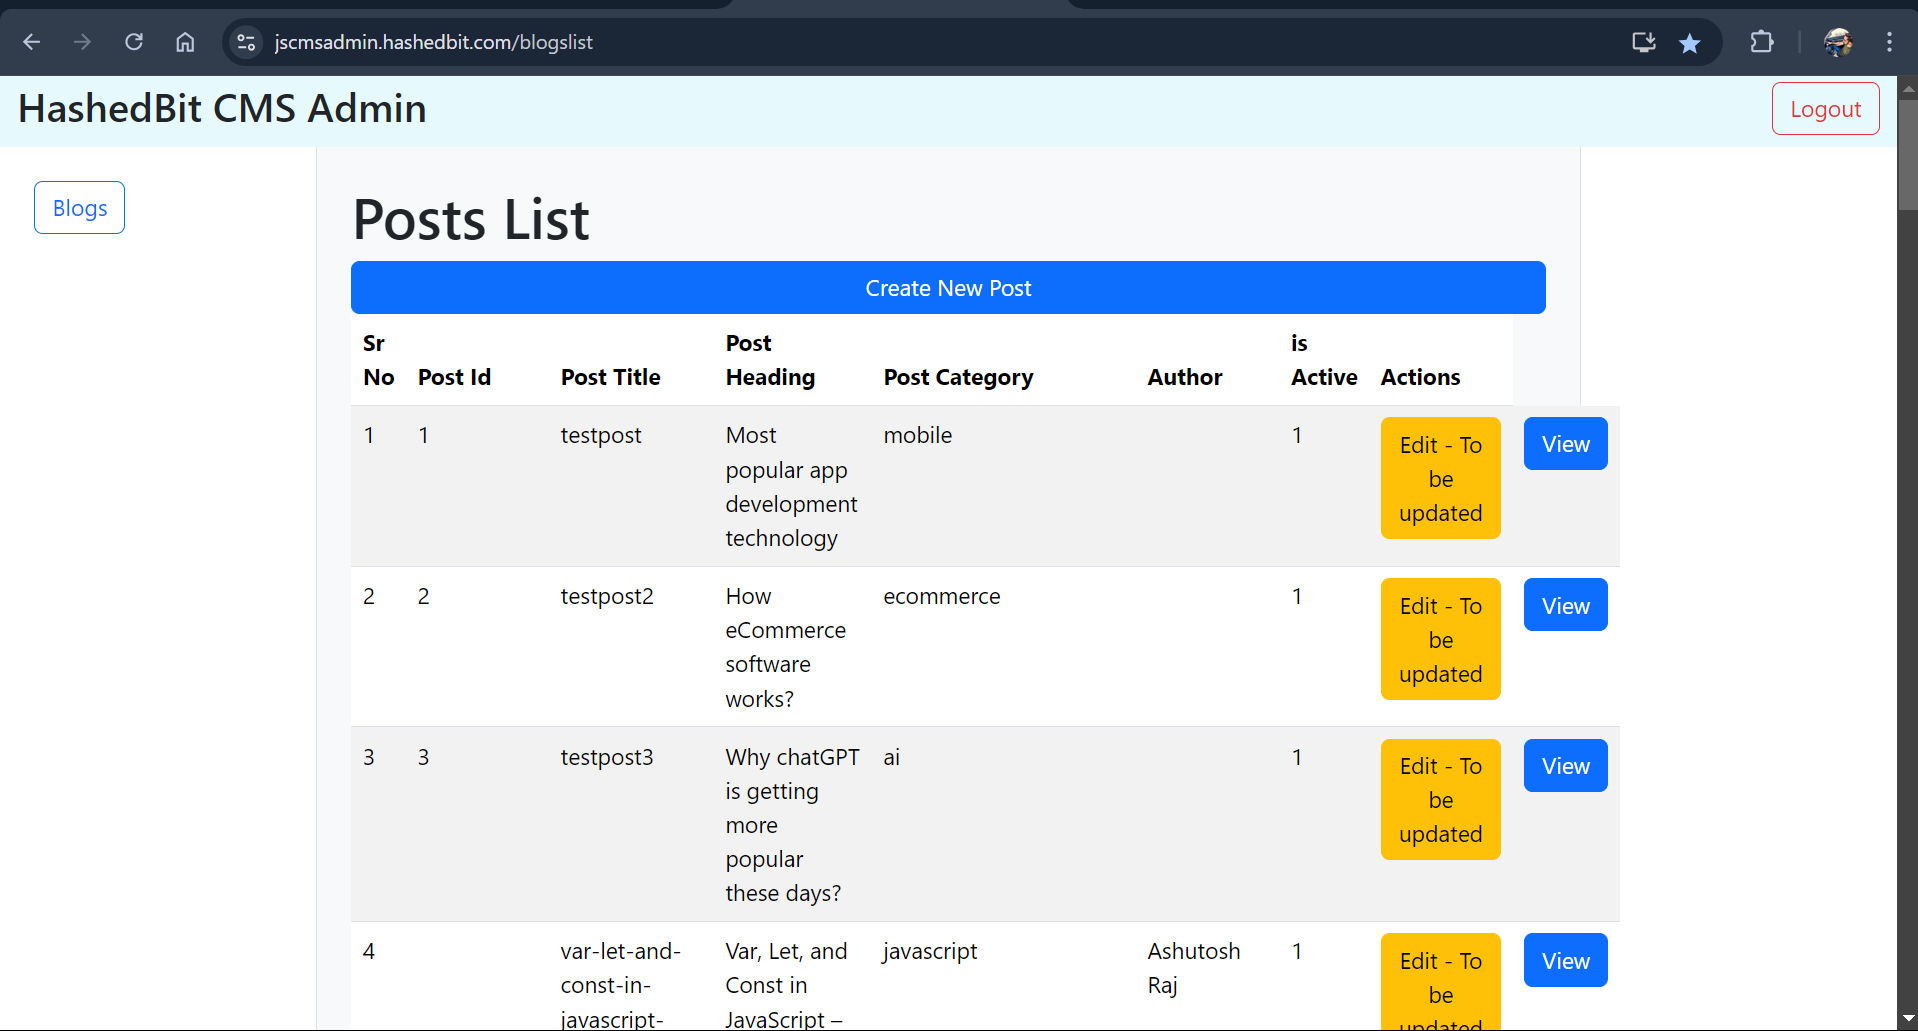 jscmsadmin.hashedbit.com/blogslist
HashedBit CMS Admin
Logout
Blogs
Posts List
Create New Post
Sr No Post Id Post Title Post Heading Post Category Author is Active Actions
1 1 testpost Most popular app development technology mobile 1 Edit - To be updated View
2 2 testpost2 How eCommerce software works? ecommerce 1 Edit - To be updated View
3 3 testpost3 Why chatGPT is getting more popular these days? ai 1 Edit - To be updated View
4 var-let-and-const-in-javascript- Var, Let, and Const in JavaScript – javascript Ashutosh Raj 1 Edit - To be updated View